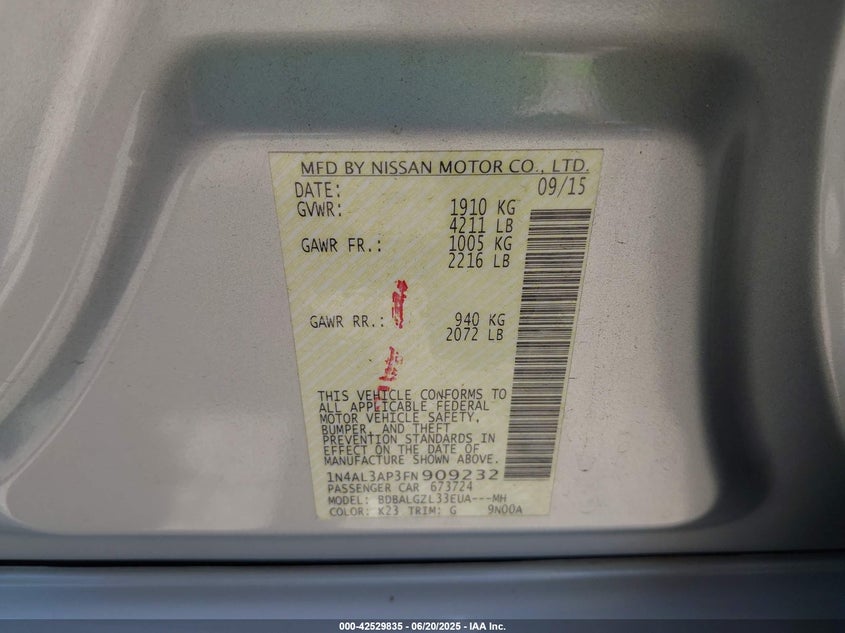 MFD BY NISSAN MOTOR CO., LTD.
DATE: 09/15
GVWR: 1910 KG
4211 LB
GAWR FR.: 1005 KG
2216 LB
GAWR RR.: 940 KG
2072 LB
THIS VEHICLE CONFORMS TO
ALL APPLICABLE FEDERAL
MOTOR VEHICLE SAFETY,
BUMPER, AND THEFT
PREVENTION STANDARDS IN
EFFECT ON THE DATE OF
MANUFACTURE SHOWN ABOVE.
1N4AL3AP3FN909232
PASSENGER CAR 673724
MODEL: BDBALGZL33EUA---MH
COLOR: K23 TRIM: G 9N00A
000-42529835 - 06/20/2025 - IAA Inc.